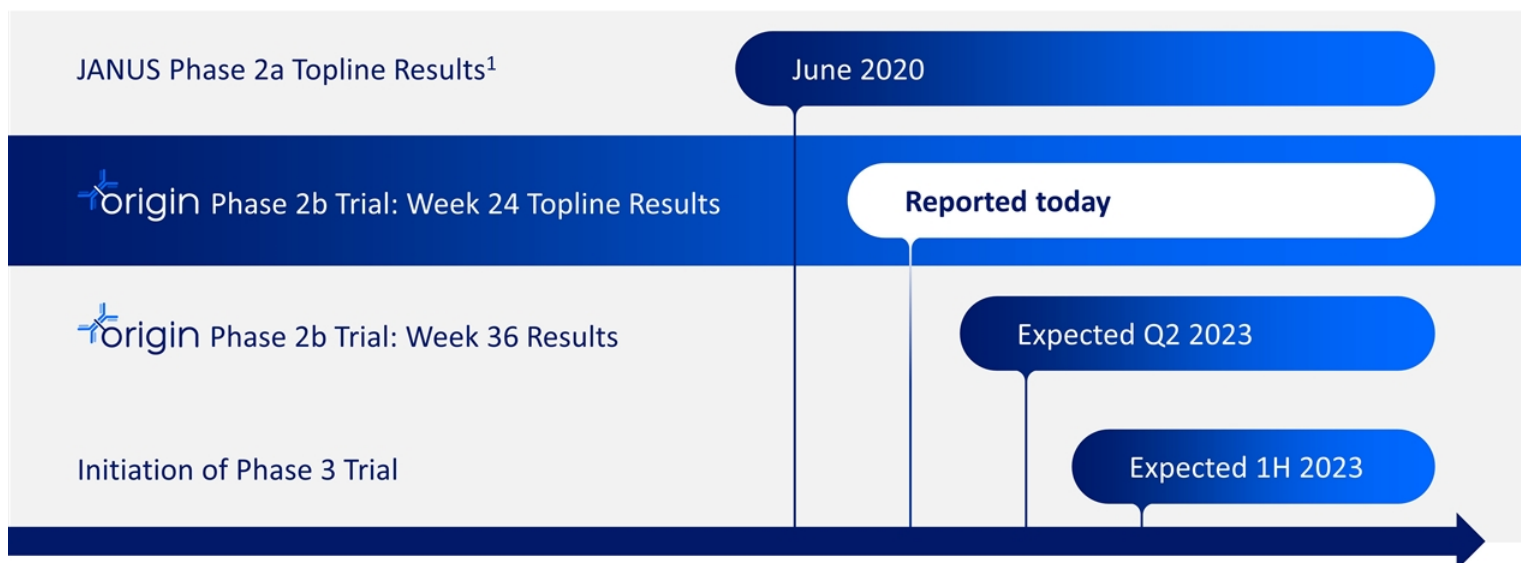 JANUS Phase 2a Topline Results¹
June 2020
origin Phase 2b Trial: Week 24 Topline Results
Reported today
origin Phase 2b Trial: Week 36 Results
Expected Q2 2023
Initiation of Phase 3 Trial
Expected 1H 2023